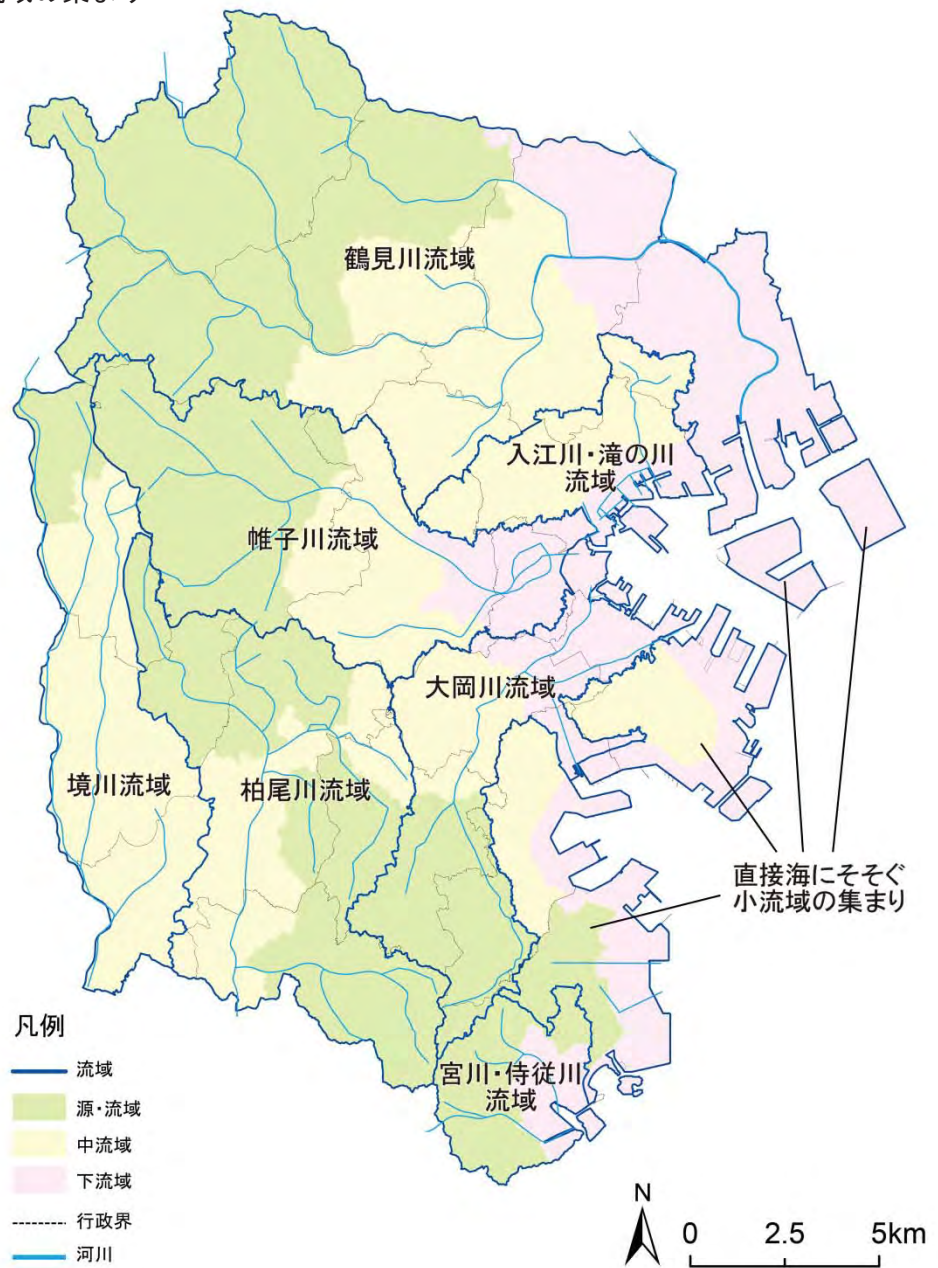 鶴見川流域
入江川・滝の川
流域
帷子川流域
大岡川流域
境川流域
柏尾川流域
直接海にそそぐ
小流域の集まり
宮川・侍従川
流域
凡例
流域
源・流域
中流域
下流域
行政界
河川
N
0 2.5 5km